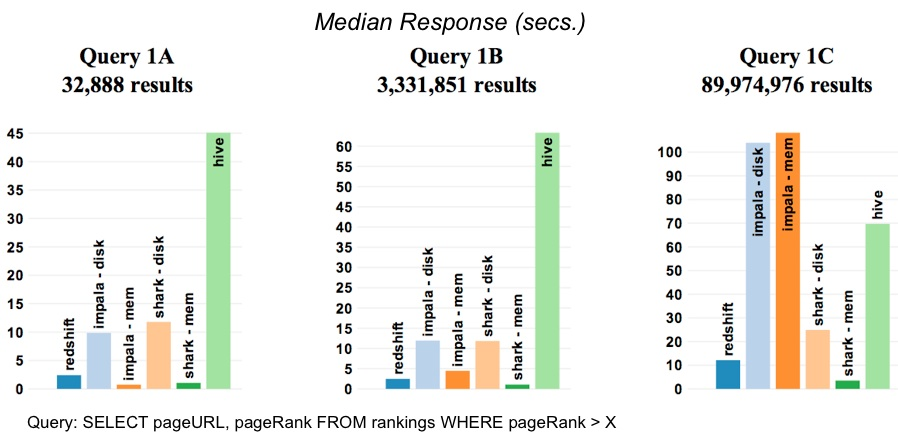 Median Response (secs.)
Query 1A
32,888 results
45
40
35
30
25
20
15
10
5
0
redshift
impala - disk
impala - mem
shark - disk
shark - mem
hive
Query 1B
3,331,851 results
60
55
50
45
40
35
30
25
20
15
10
5
0
redshift
impala - disk
impala - mem
shark - disk
shark - mem
hive
Query 1C
89,974,976 results
100
90
80
70
60
50
40
30
20
10
0
redshift
impala - disk
impala - mem
shark - disk
shark - mem
hive
Query: SELECT pageURL, pageRank FROM rankings WHERE pageRank > X